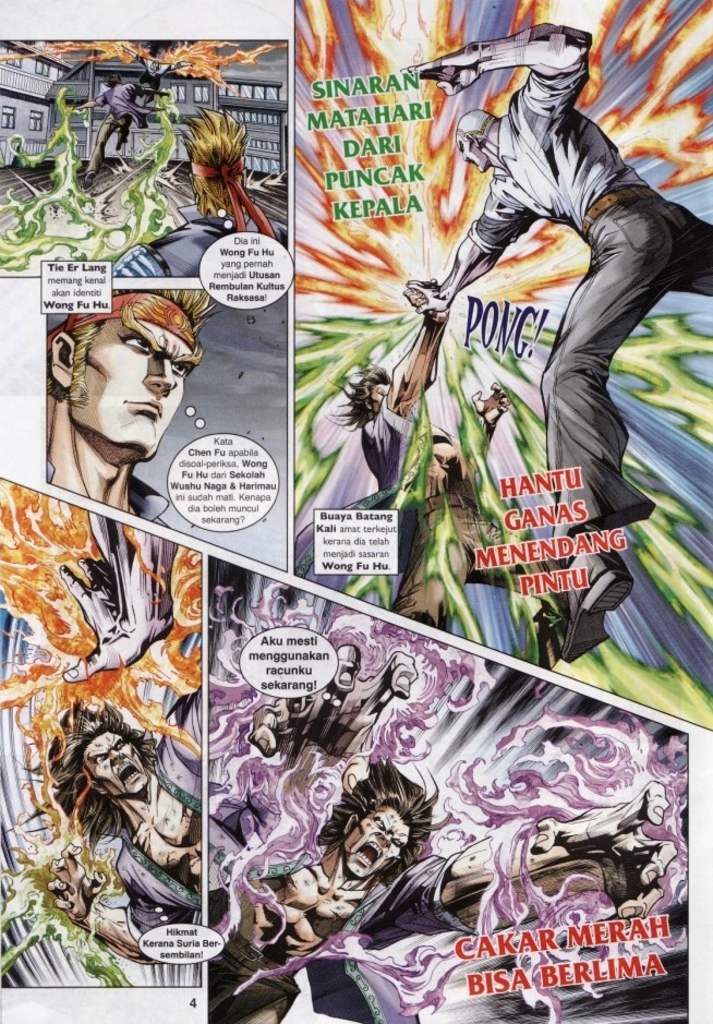 Dia ini
Wong Fu Hu
yang pernah
menjadi Utusan
Rembulan Kultus
Raksasa!
Tie Er Lang
memang kenal
akan identiti
Wong Fu Hu.
Kata
Chen Fu apabila
disoal-periksa, Wong
Fu Hu dari Sekolah
Wushu Naga & Harimau
ini sudah mati. Kenapa
dia boleh muncul
sekarang?
SINARAN
MATAHARI
DARI
PUNCAK
KEPALA
PONG!
HANTU
GANAS
MENENDANG
PINTU
Buaya Batang
Kali amat terkejut
kerana dia telah
menjadi sasaran
Wong Fu Hu.
Hikmat
Kerana Suria Ber-
sembilan!
Aku mesti
menggunakan
racunku
sekarang!
CAKAR MERAH
BISA BERLIMA
4